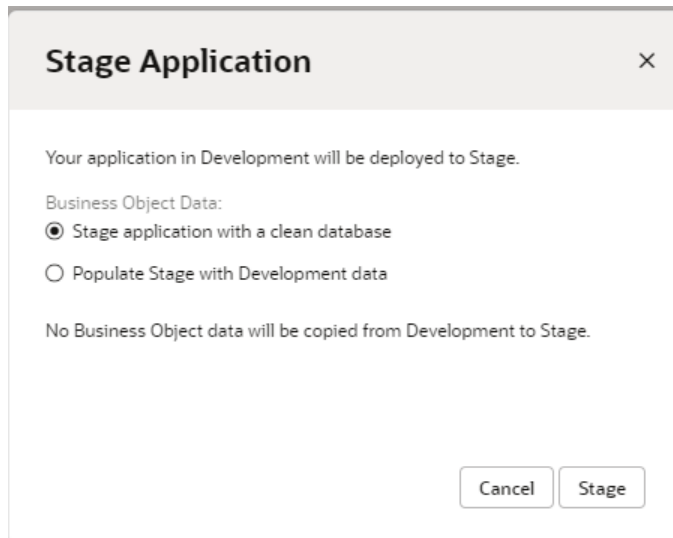 Stage Application
Your application in Development will be deployed to Stage.
Business Object Data:
Stage application with a clean database
Populate Stage with Development data
No Business Object data will be copied from Development to Stage.
Cancel
Stage